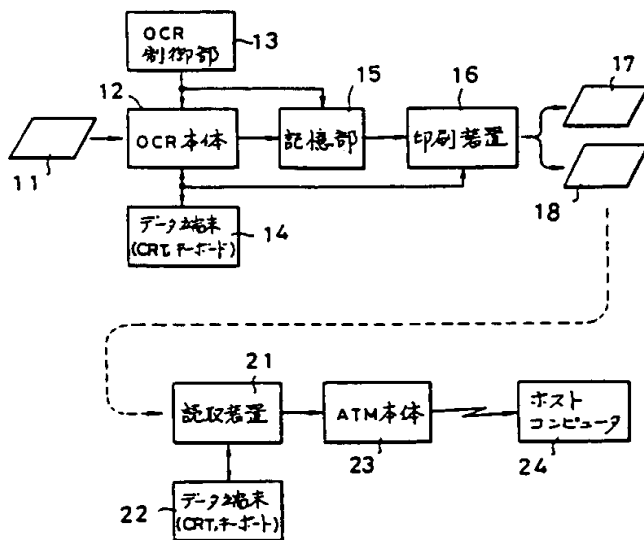 OCR
制御部
13
12
15
16
17
OCR本体
記憶部
印刷装置
11
18
データ端末
(CRT,キーボード)
14
21
読取装置
ATM本体
ホスト
コンピュータ
23
24
22
データ端末
(CRT,キーボード)